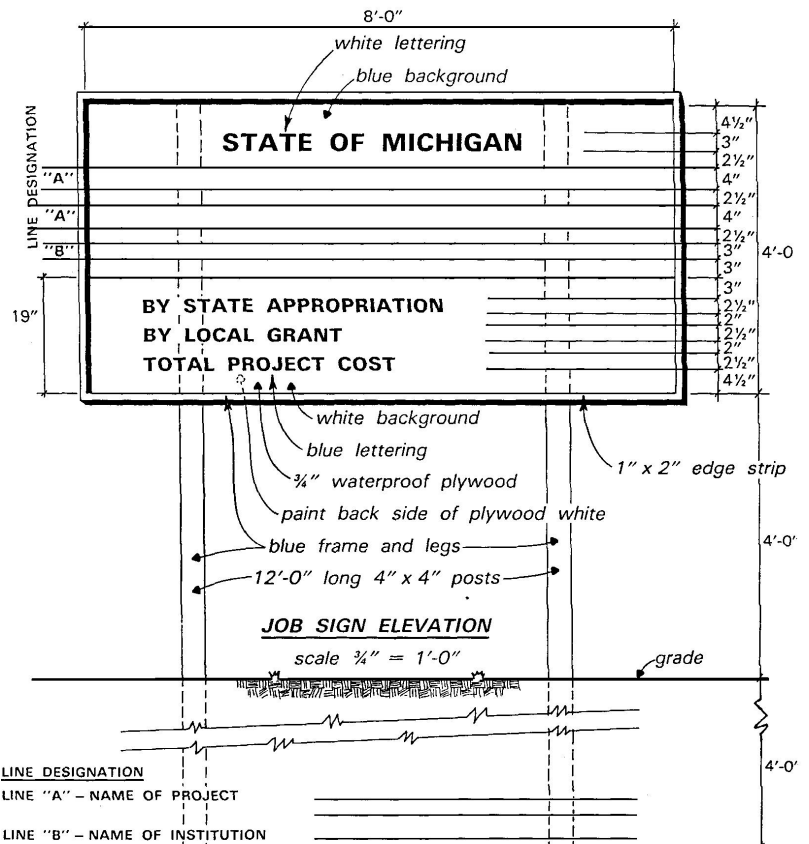 8'-0"
white lettering
blue background
LINE DESIGNATION
STATE OF MICHIGAN
4½"
3"
2½"
"A"
4"
2½"
"A"
4"
2½"
"B"
3"
3"
4'-0
19"
BY STATE APPROPRIATION
BY LOCAL GRANT
TOTAL PROJECT COST
3"
2½"
2"
2½"
2"
2½"
4½"
white background
blue lettering
¾" waterproof plywood
paint back side of plywood white
blue frame and legs
12'-0" long 4" x 4" posts
1" x 2" edge strip
4'-0"
JOB SIGN ELEVATION
scale ¾" = 1'-0"
grade
4'-0'
LINE DESIGNATION
LINE "A" – NAME OF PROJECT
LINE "B" – NAME OF INSTITUTION